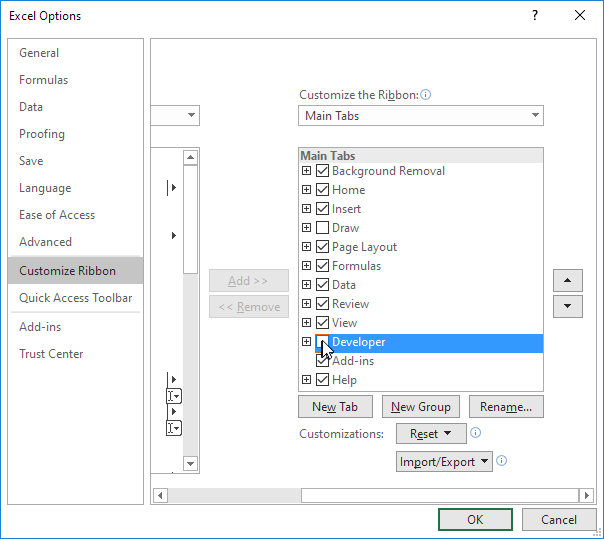 Excel Options
?
General
Formulas
Data
Proofing
Save
Language
Ease of Access
Advanced
Customize Ribbon
Quick Access Toolbar
Add-ins
Trust Center
Add >>
<< Remove
Customize the Ribbon:
Main Tabs
Main Tabs
Background Removal
Home
Insert
Draw
Page Layout
Formulas
Data
Review
View
Developer
Add-ins
Help
New Tab New Group Rename...
Customizations: Reset
Import/Export
OK Cancel